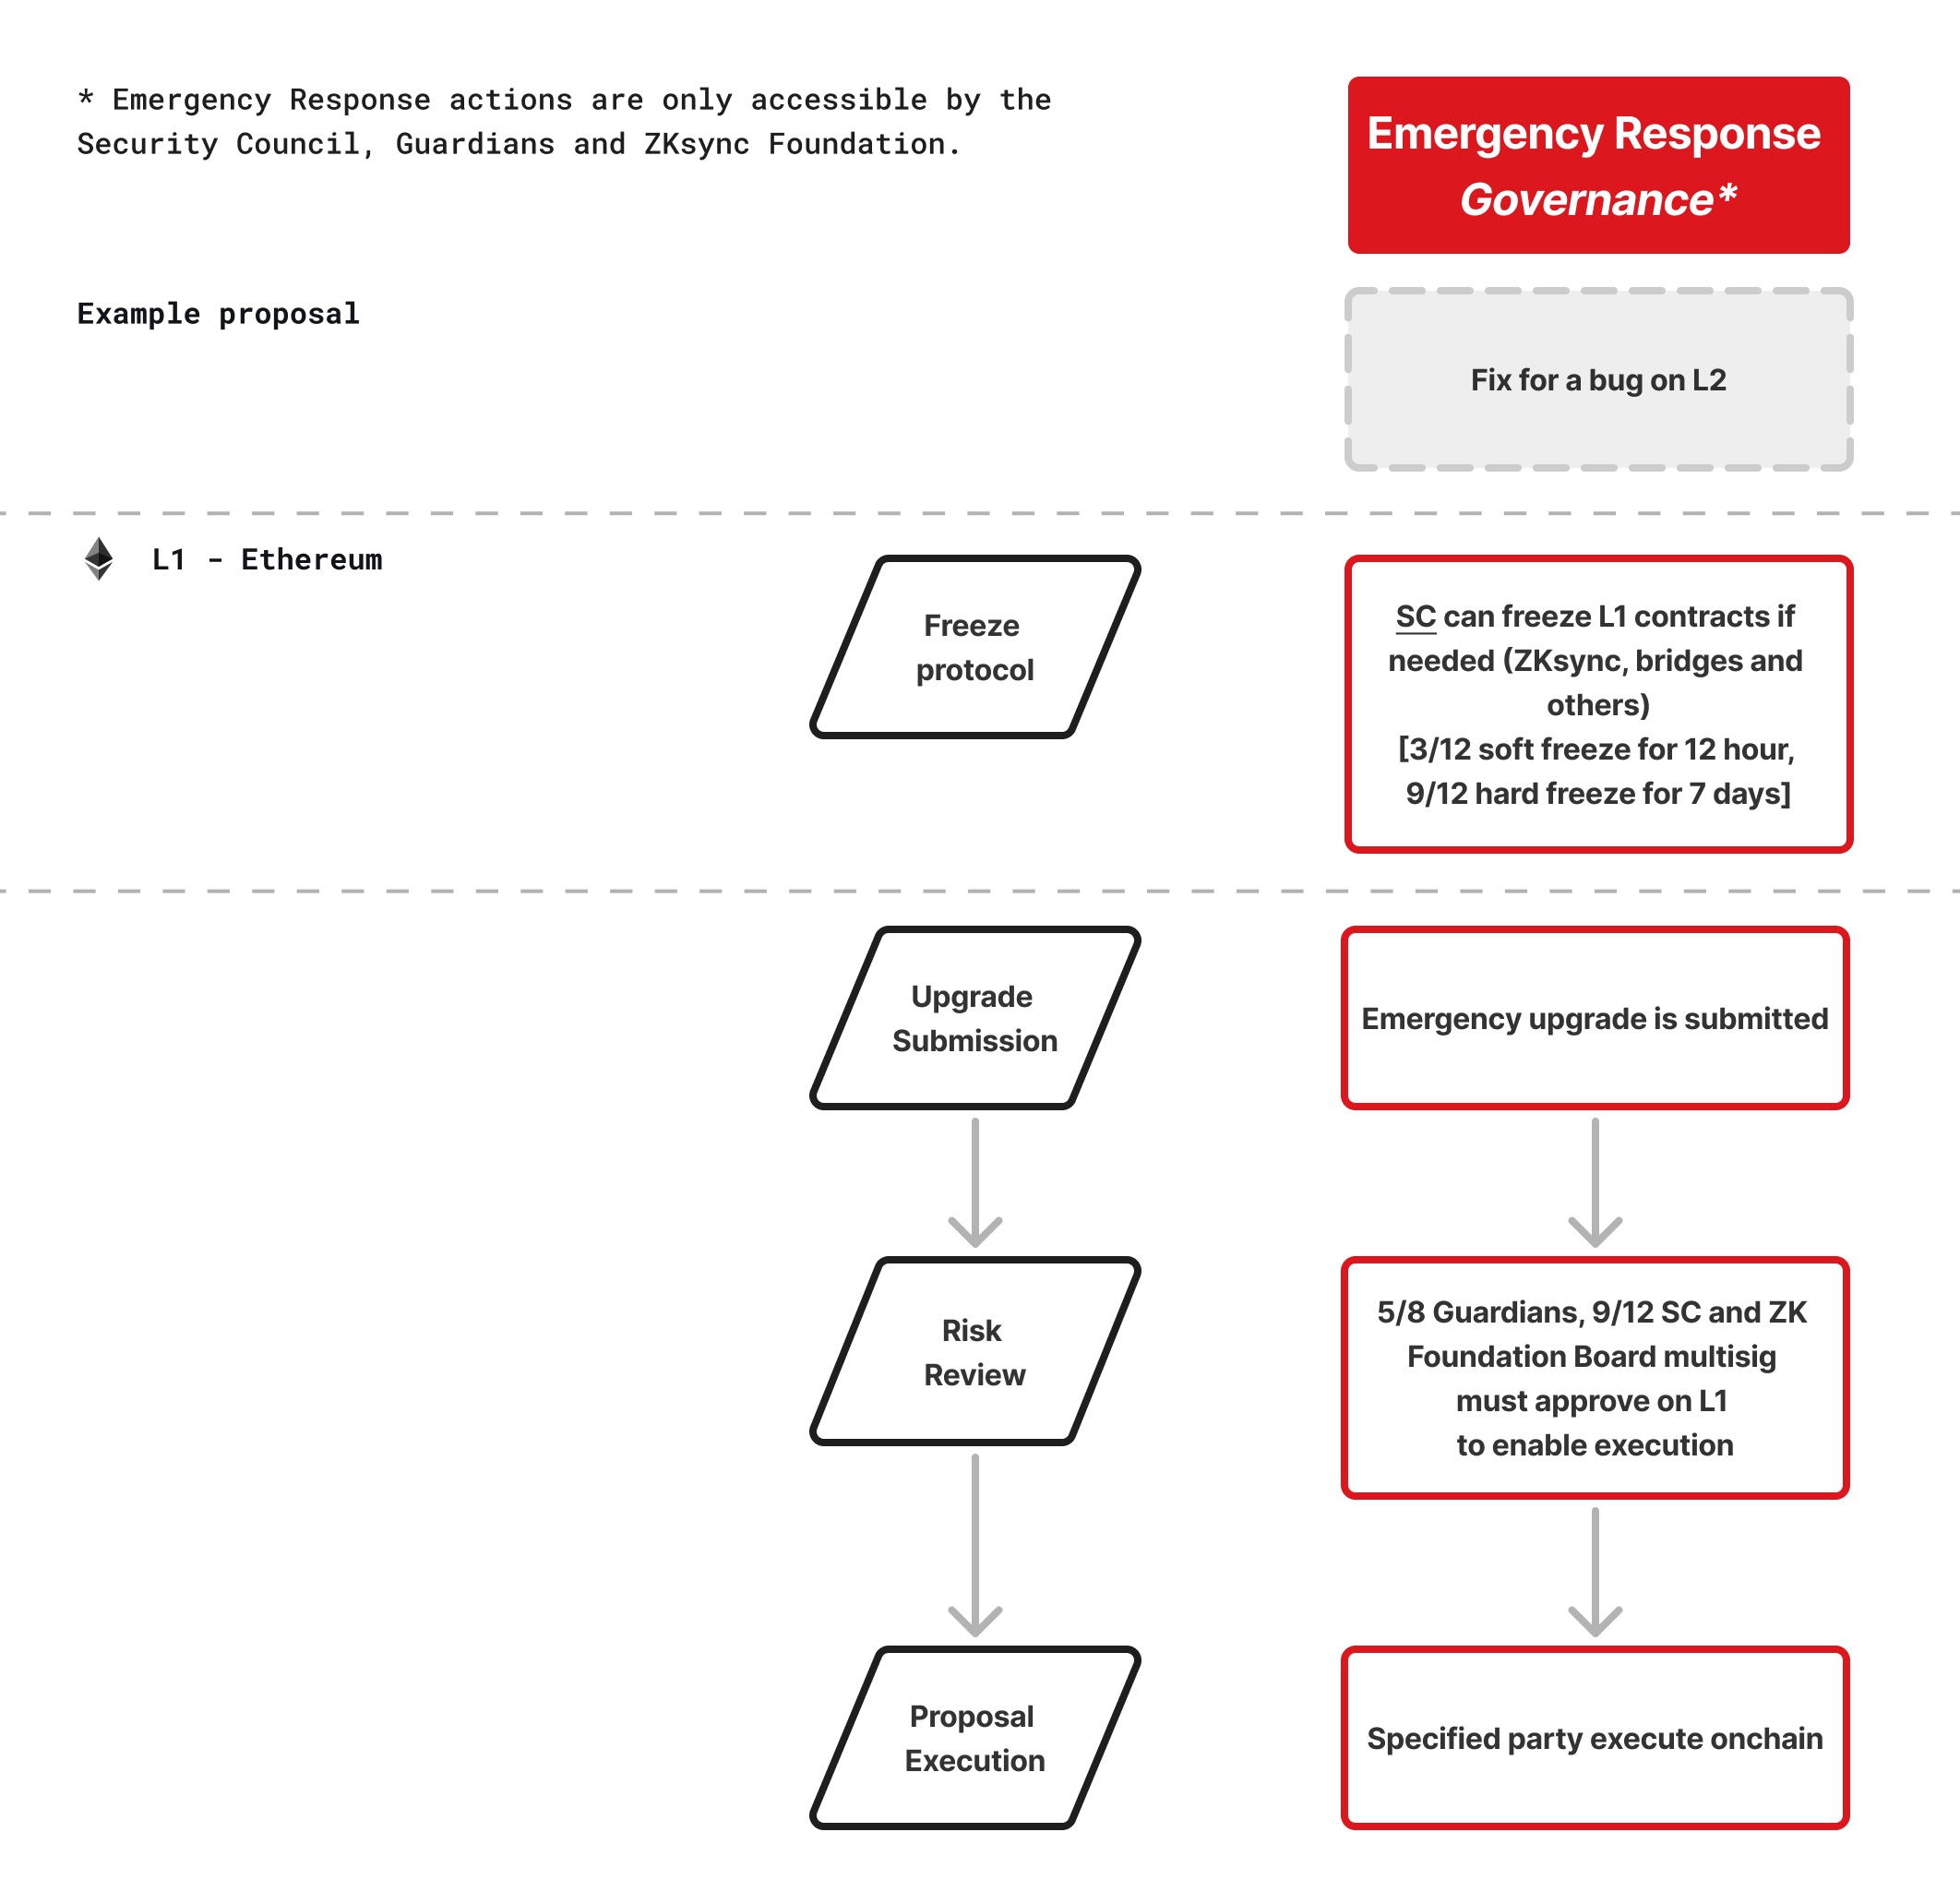 * Emergency Response actions are only accessible by the
Security Council, Guardians and ZKsync Foundation.
Emergency Response
Governance*
Example proposal
Fix for a bug on L2
L1 - Ethereum
Freeze
protocol
SC can freeze L1 contracts if
needed (ZKsync, bridges and
others)
[3/12 soft freeze for 12 hour,
9/12 hard freeze for 7 days]
Upgrade
Submission
Emergency upgrade is submitted
Risk
Review
5/8 Guardians, 9/12 SC and ZK
Foundation Board multisig
must approve on L1
to enable execution
Proposal
Execution
Specified party execute onchain